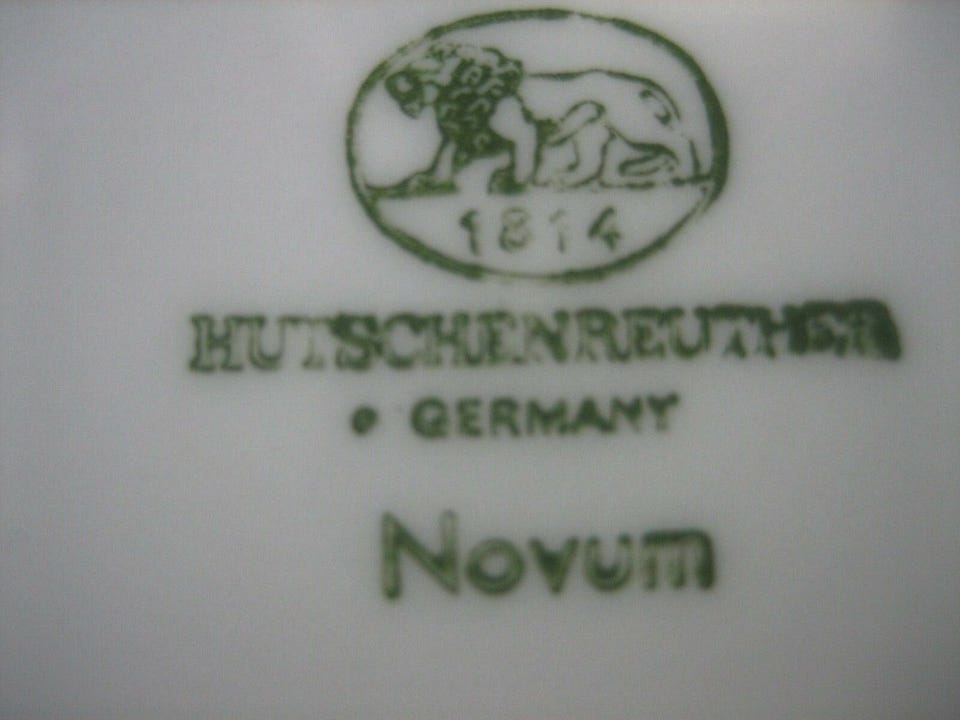 1814
HUTSCHENREUTHER
GERMANY
Novum